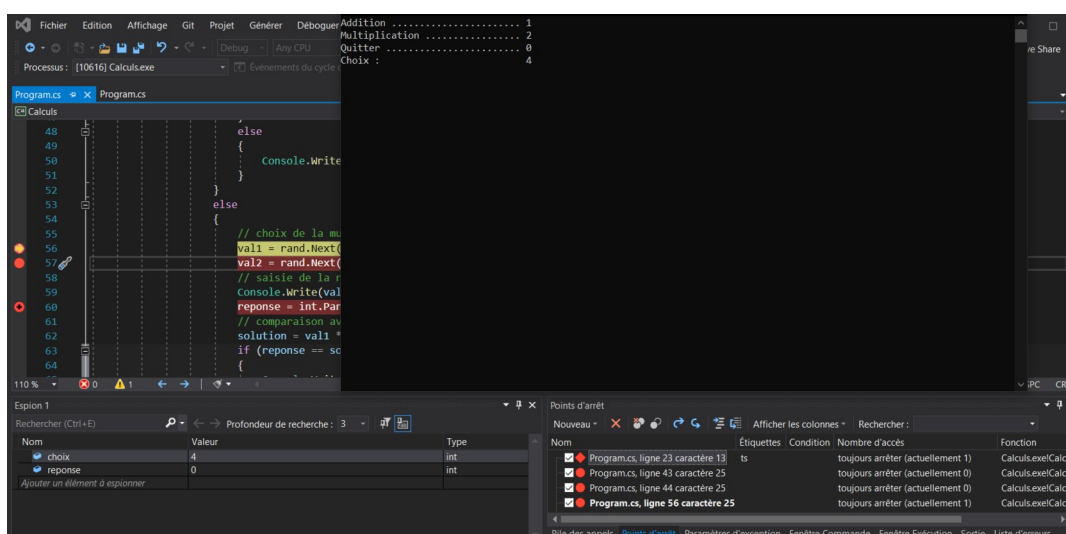 Fichier Edition Affichage Git Projet Générer Déboguer
Debug Any CPU
ve Share
Processus : [10616] Calculs.exe Événements du cycle d
Addition ....................... 1
Multiplication ................. 2
Quitter ........................ 0
Choix : 4
Program.cs Program.cs
C# Calculs
48 else
49 {
50 Console.Write
51 }
52 }
53 else
54 {
55 // choix de la mu
56 val1 = rand.Next(
57 val2 = rand.Next(
58 // saisie de la r
59 Console.Write(val
60 reponse = int.Par
61 // comparaison av
62 solution = val1 *
63 if (reponse == so
64 {
110 % 0 1
SPC CR
Espion 1
Rechercher (Ctrl+E) Profondeur de recherche : 3
Nom Valeur Type
choix 4 int
reponse 0 int
Ajouter un élément à espionner
Points d'arrêt
Nouveau Afficher les colonnes Rechercher :
Nom Étiquettes Condition Nombre d'accès Fonction
Program.cs, ligne 23 caractère 13 ts toujours arrêter (actuellement 1) Calculs.exe!Calc
Program.cs, ligne 43 caractère 25 toujours arrêter (actuellement 0) Calculs.exe!Calc
Program.cs, ligne 44 caractère 25 toujours arrêter (actuellement 0) Calculs.exe!Calc
Program.cs, ligne 56 caractère 25 toujours arrêter (actuellement 1) Calculs.exe!Calc
Pile des appels Points d'arrêt Paramètres d'exception Fenêtre Commande Fenêtre Exécution Sortie Liste d'erreurs